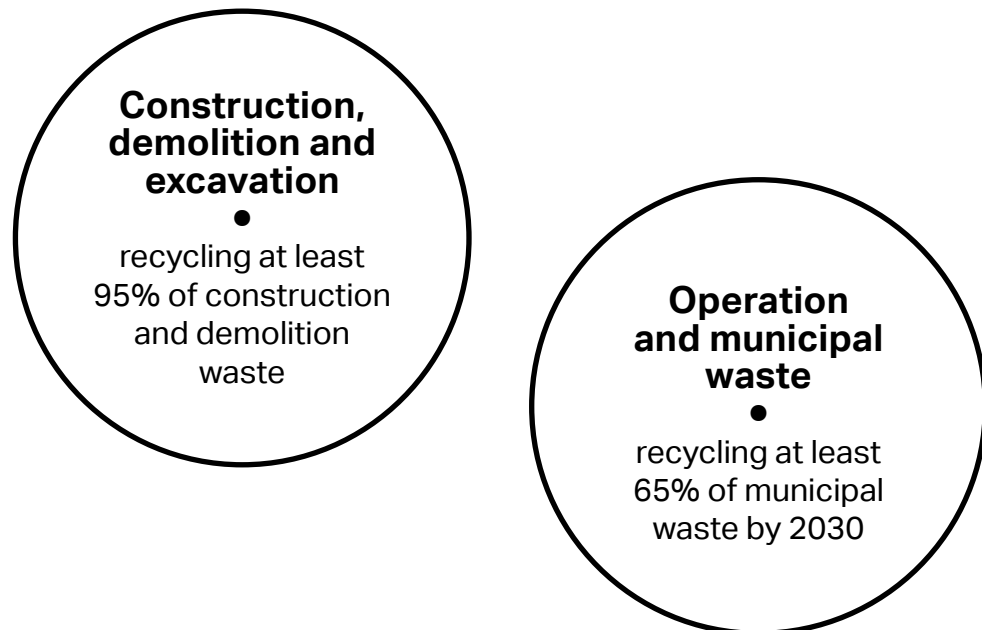 Construction,
demolition and
excavation
•
recycling at least
95% of construction
and demolition
waste
Operation
and municipal
waste
•
recycling at least
65% of municipal
waste by 2030